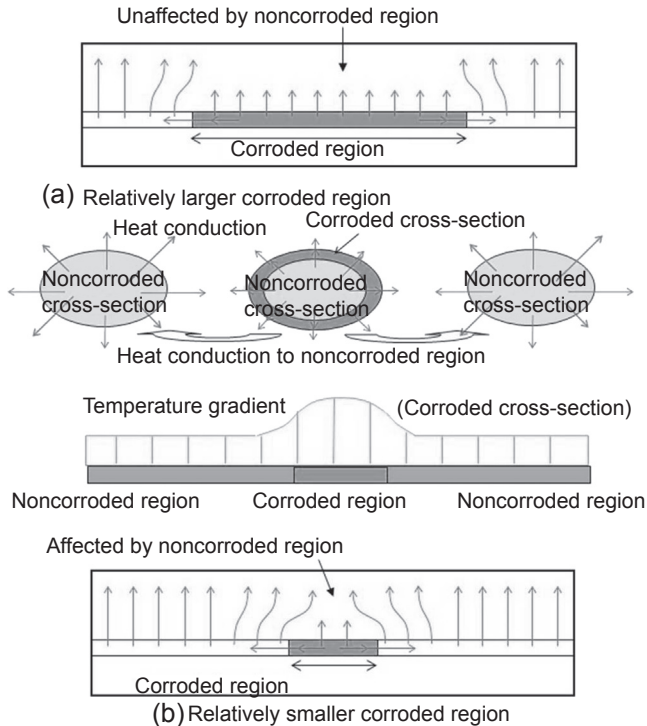 Unaffected by noncorroded region
Corroded region
(a) Relatively larger corroded region
Heat conduction
Corroded cross-section
Noncorroded
cross-section
Noncorroded
cross-section
Noncorroded
cross-section
Heat conduction to noncorroded region
Temperature gradient
(Corroded cross-section)
Noncorroded region
Corroded region
Noncorroded region
Affected by noncorroded region
Corroded region
(b) Relatively smaller corroded region